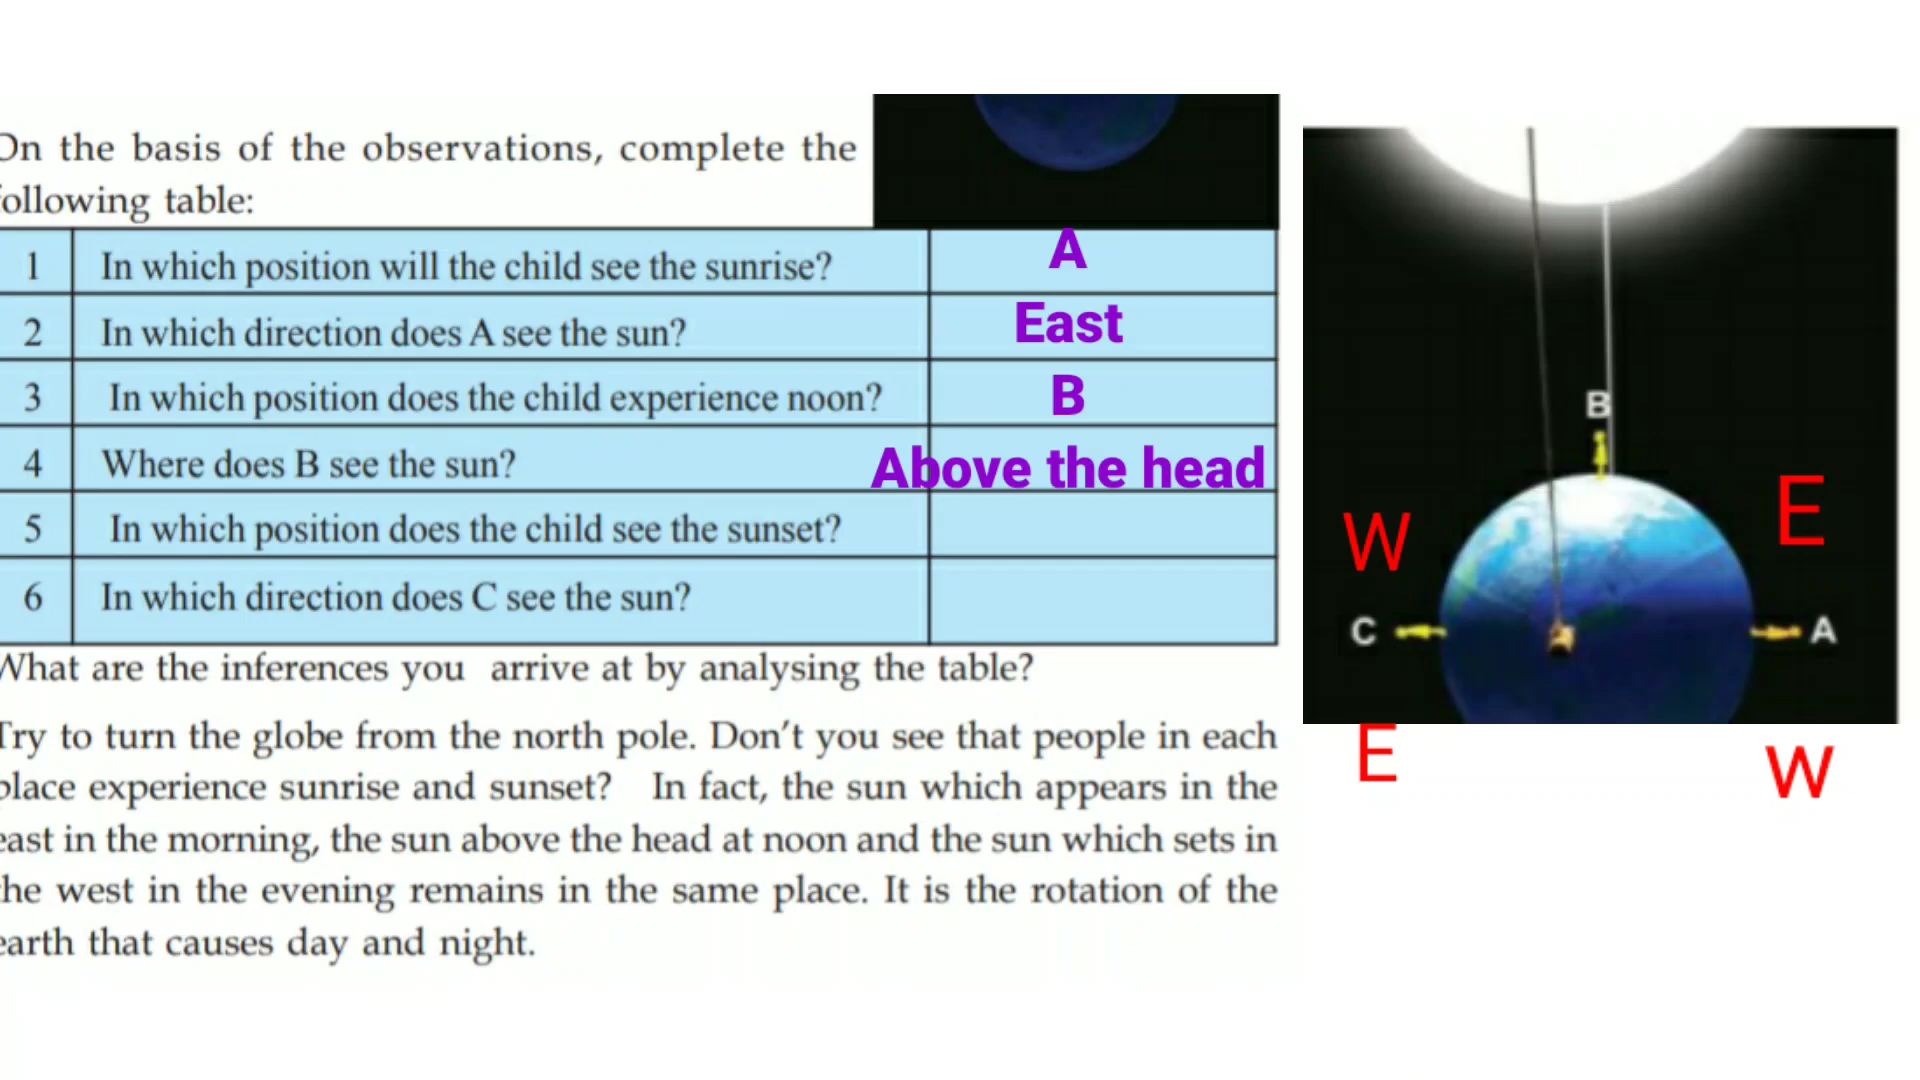 On the basis of the observations, complete the
following table:
1 In which position will the child see the sunrise? A
2 In which direction does A see the sun? East
3 In which position does the child experience noon? B
4 Where does B see the sun? Above the head
5 In which position does the child see the sunset?
6 In which direction does C see the sun?
What are the inferences you arrive at by analysing the table?
Try to turn the globe from the north pole. Don't you see that people in each
place experience sunrise and sunset? In fact, the sun which appears in the
east in the morning, the sun above the head at noon and the sun which sets in
the west in the evening remains in the same place. It is the rotation of the
earth that causes day and night.
B
W E
C A
E W